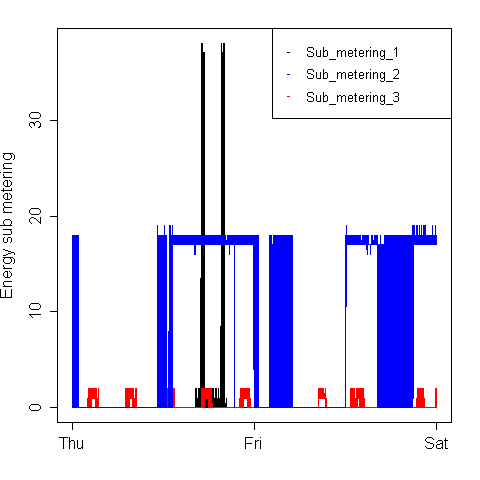 Sub_metering_1
Sub_metering_2
Sub_metering_3
Energy sub metering
0
10
20
30
Thu
Fri
Sat